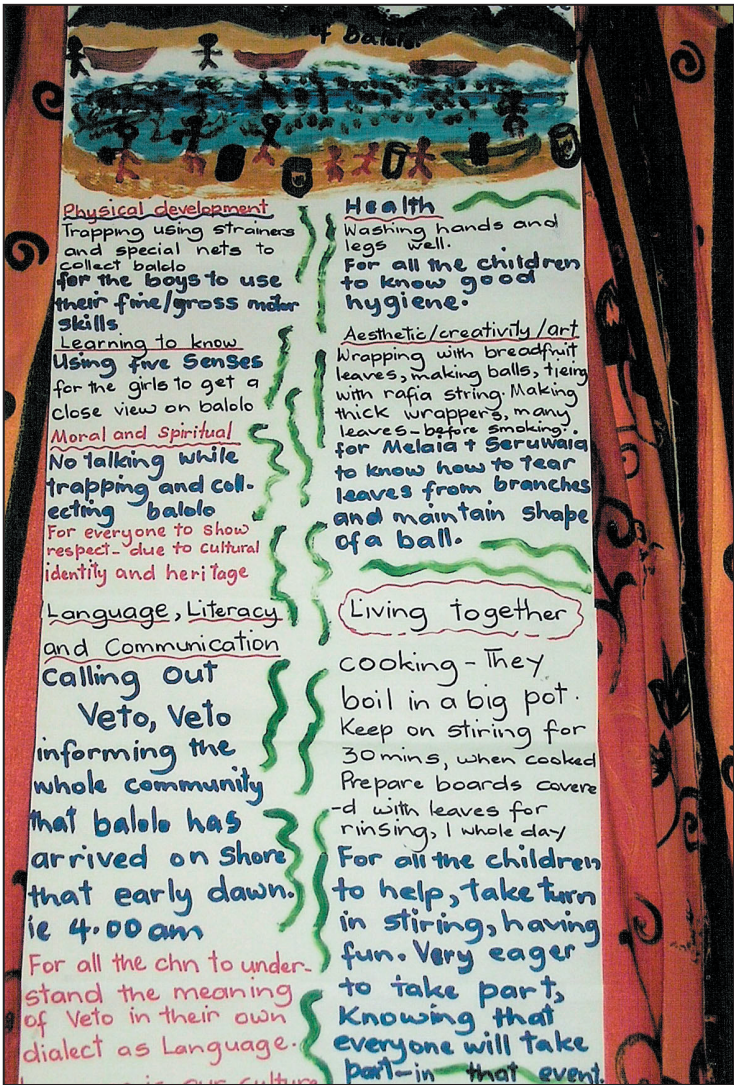 of Balolo.
Physical development
Trapping using strainers
and special nets to
collect balolo
for the boys to use
their fine/gross motor
skills
Learning to know
Using five Senses
for the girls to get a
close view on balolo
Moral and Spiritual
No talking while
trapping and coll-
ecting balolo
For everyone to show
respect- due to cultural
identity and heritage
Language, Literacy
and Communication
Calling Out
Veto, Veto
informing the
whole community
that balolo has
arrived on Shore
that early dawn.
ie 4.00am
For all the chn to under-
stand the meaning
of Veto in their own
dialect as Language.
is our culture
Health
Washing hands and
legs well.
For all the children
to know good
hygiene.
Aesthetic/creativity/art
Wrapping with breadfruit
leaves, making balls, tieing
with rafia string. Making
thick wrappers, many
leaves-before smoking.
for Melaia + Seruwaia
to know how to tear
leaves from branches
and maintain shape
of a ball.
Living together
cooking - They
boil in a big pot.
Keep on stiring for
30mins, when cooked
Prepare boards covere
-d with leaves for
rinsing, 1 whole day
For all the children
to help, take turn
in stiring, having
fun. Very eager
to take part,
Knowing that
everyone will take
part-in that event.